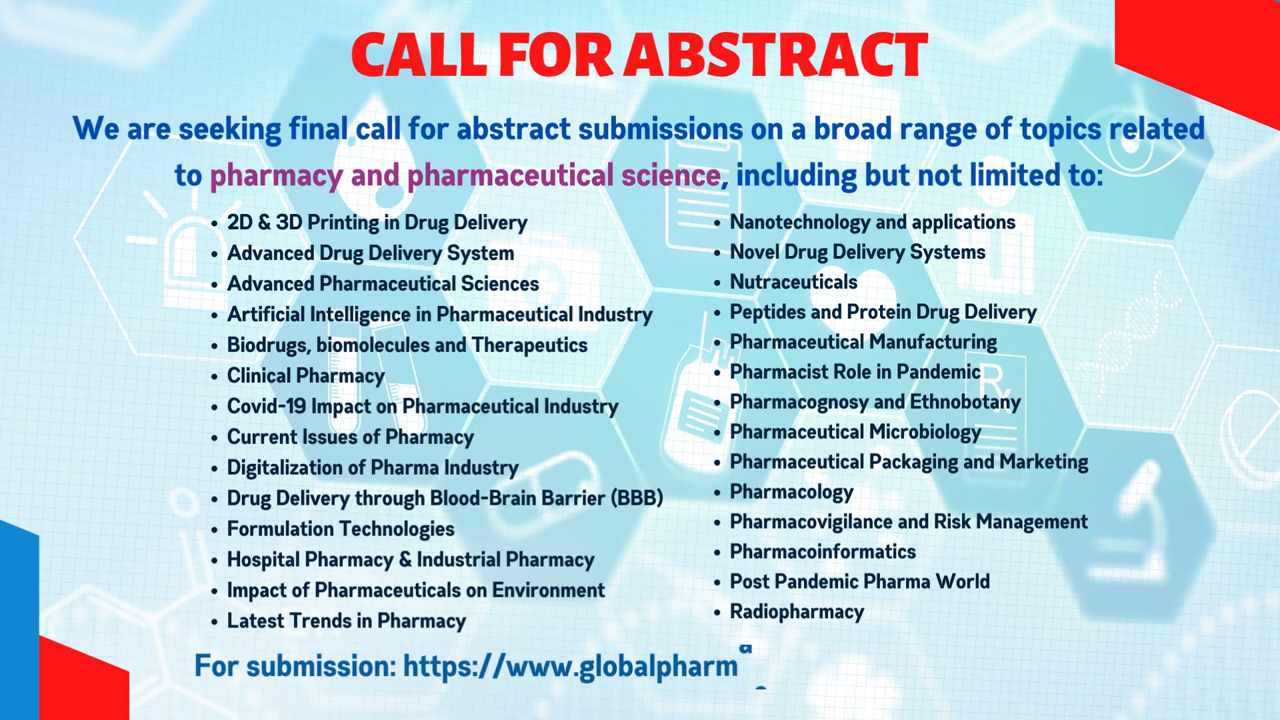 CALL FOR ABSTRACT
We are seeking final call for abstract submissions on a broad range of topics related
to pharmacy and pharmaceutical science, including but not limited to:
• 2D & 3D Printing in Drug Delivery
• Advanced Drug Delivery System
• Advanced Pharmaceutical Sciences
• Artificial Intelligence in Pharmaceutical Industry
• Biodrugs, biomolecules and Therapeutics
• Clinical Pharmacy
• Covid-19 Impact on Pharmaceutical Industry
• Current Issues of Pharmacy
• Digitalization of Pharma Industry
• Drug Delivery through Blood-Brain Barrier (BBB)
• Formulation Technologies
• Hospital Pharmacy & Industrial Pharmacy
• Impact of Pharmaceuticals on Environment
• Latest Trends in Pharmacy
• Nanotechnology and applications
• Novel Drug Delivery Systems
• Nutraceuticals
• Peptides and Protein Drug Delivery
• Pharmaceutical Manufacturing
• Pharmacist Role in Pandemic
• Pharmacognosy and Ethnobotany
• Pharmaceutical Microbiology
• Pharmaceutical Packaging and Marketing
• Pharmacology
• Pharmacovigilance and Risk Management
• Pharmacoinformatics
• Post Pandemic Pharma World
• Radiopharmacy
For submission: https://www.globalpharm